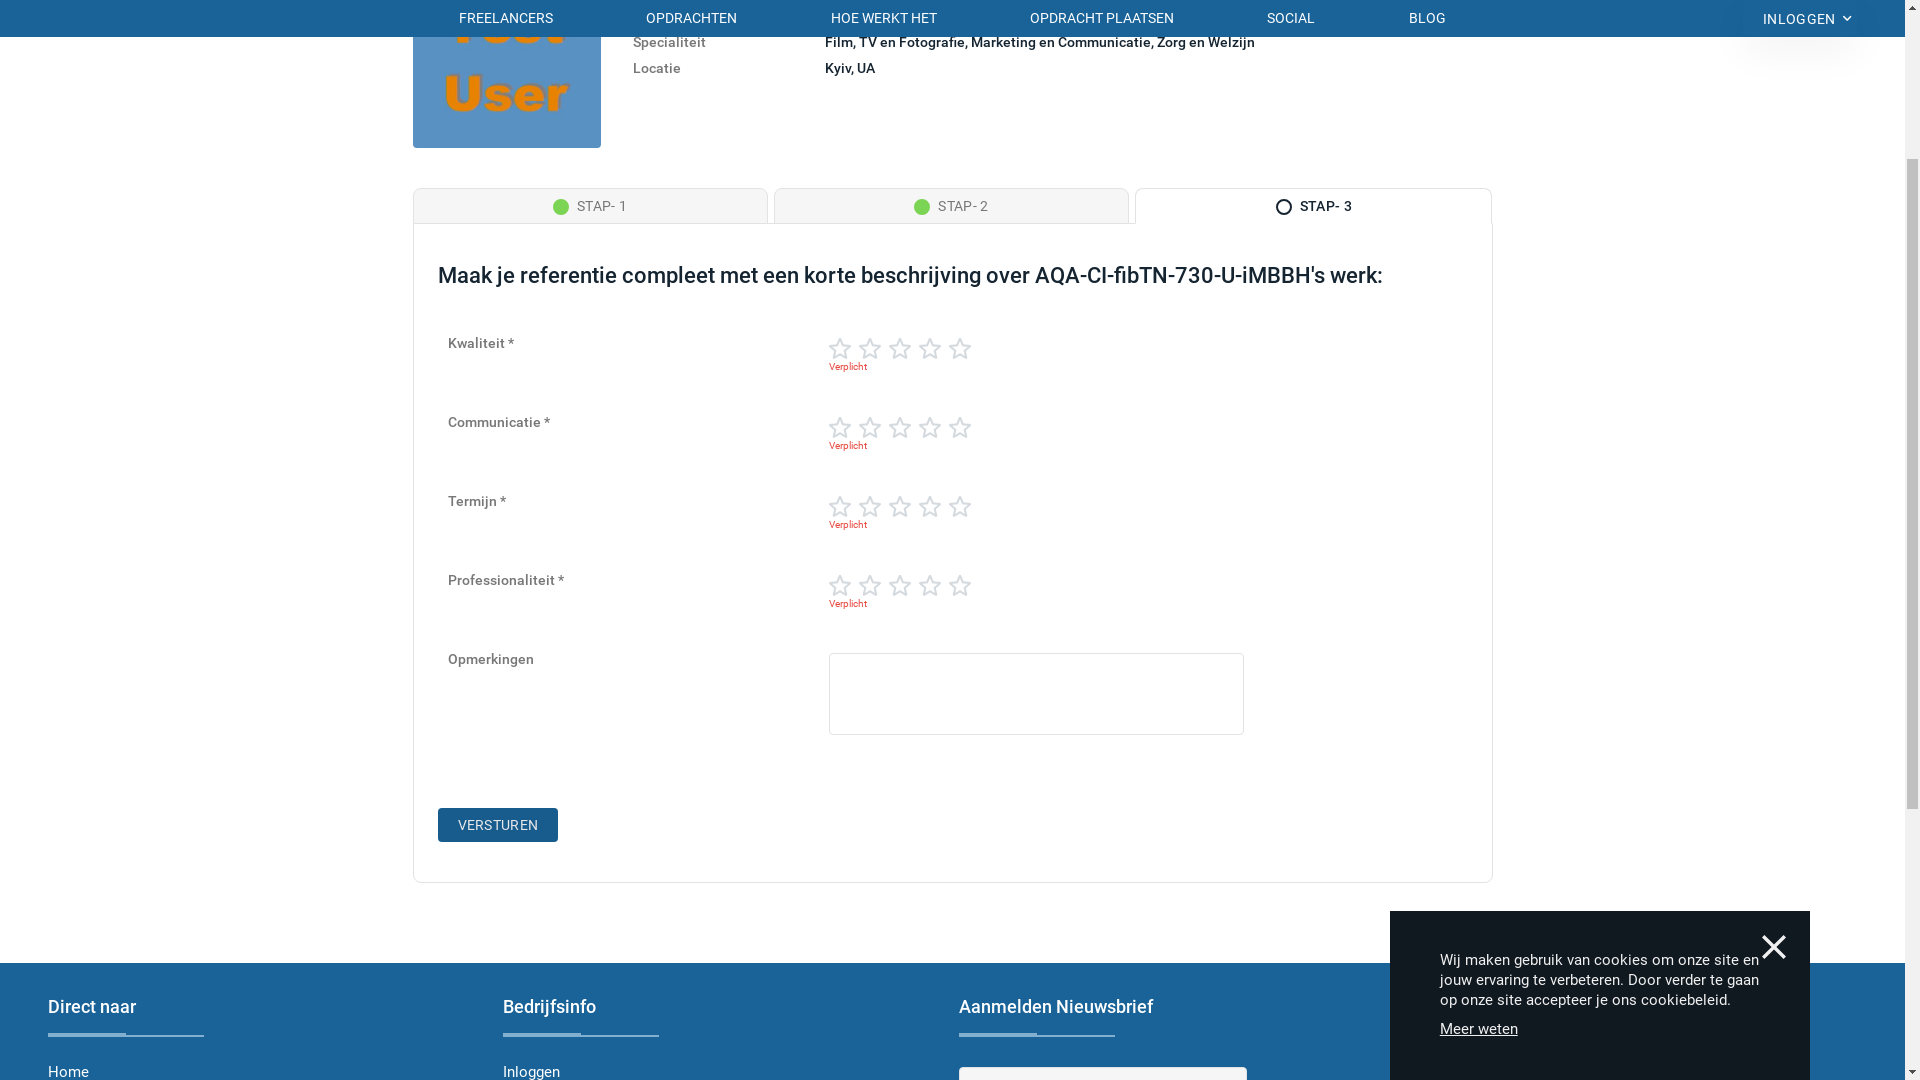 FREELANCERS OPDRACHTEN HOE WERKT HET OPDRACHT PLAATSEN SOCIAL BLOG INLOGGEN
User
Specialiteit Film, TV en Fotografie, Marketing en Communicatie, Zorg en Welzijn
Locatie Kyiv, UA
STAP- 1 STAP- 2 STAP- 3
Maak je referentie compleet met een korte beschrijving over AQA-CI-fibTN-730-U-iMBBH's werk:
Kwaliteit *
Verplicht
Communicatie *
Verplicht
Termijn *
Verplicht
Professionaliteit *
Verplicht
Opmerkingen
VERSTUREN
Wij maken gebruik van cookies om onze site en
jouw ervaring te verbeteren. Door verder te gaan
op onze site accepteer je ons cookiebeleid.
Meer weten
Direct naar Bedrijfsinfo Aanmelden Nieuwsbrief
Home Inloggen